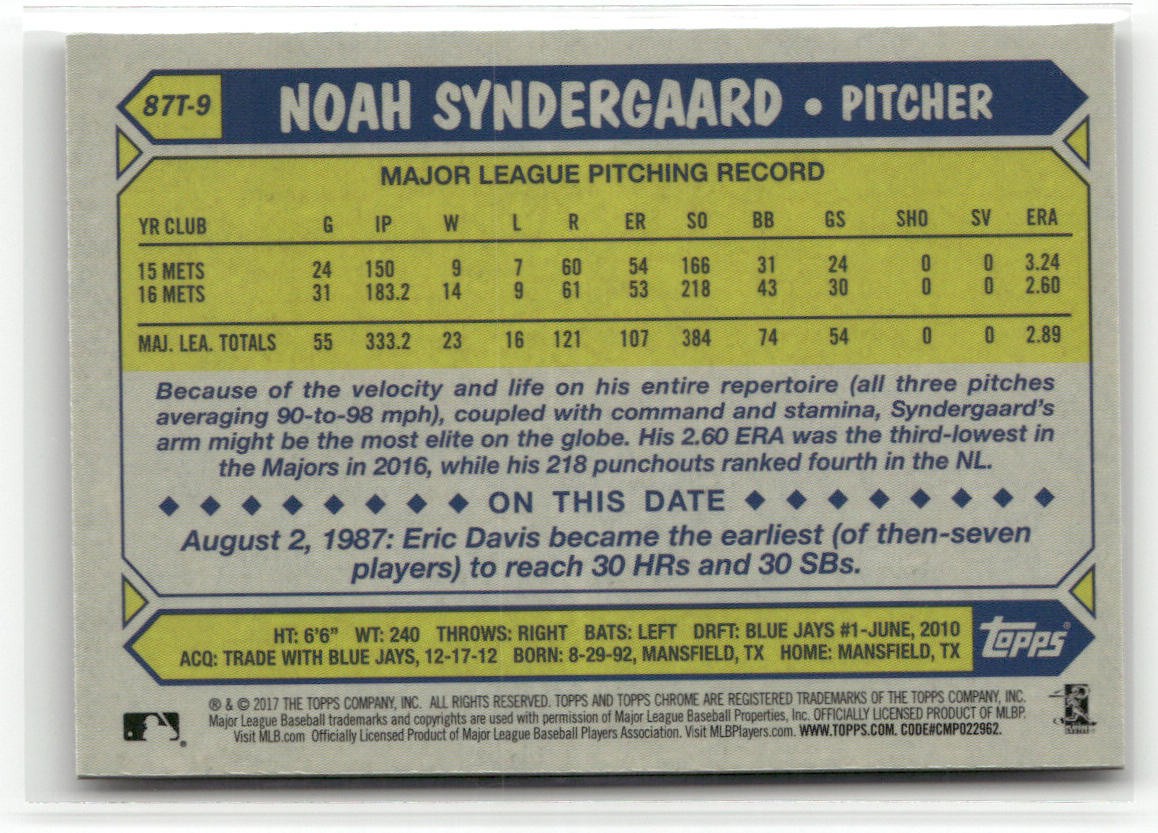 87T-9 NOAH SYNDERGAARD • PITCHER
MAJOR LEAGUE PITCHING RECORD
YR CLUB G IP W L R ER SO BB GS SHO SV ERA
15 METS 24 150 9 7 60 54 166 31 24 0 0 3.24
16 METS 31 183.2 14 9 61 53 218 43 30 0 0 2.60
MAJ. LEA. TOTALS 55 333.2 23 16 121 107 384 74 54 0 0 2.89
Because of the velocity and life on his entire repertoire (all three pitches
averaging 90-to-98 mph), coupled with command and stamina, Syndergaard's
arm might be the most elite on the globe. His 2.60 ERA was the third-lowest in
the Majors in 2016, while his 218 punchouts ranked fourth in the NL.
ON THIS DATE
August 2, 1987: Eric Davis became the earliest (of then-seven
players) to reach 30 HRs and 30 SBs.
HT: 6'6" WT: 240 THROWS: RIGHT BATS: LEFT DRFT: BLUE JAYS #1-JUNE, 2010
ACQ: TRADE WITH BLUE JAYS, 12-17-12 BORN: 8-29-92, MANSFIELD, TX HOME: MANSFIELD, TX
TOPPS®
® & © 2017 THE TOPPS COMPANY, INC. ALL RIGHTS RESERVED. TOPPS AND TOPPS CHROME ARE REGISTERED TRADEMARKS OF THE TOPPS COMPANY, INC.
Major League Baseball trademarks and copyrights are used with permission of Major League Baseball Properties, Inc. OFFICIALLY LICENSED PRODUCT OF MLBP.
Visit MLB.com Officially Licensed Product of Major League Baseball Players Association. Visit MLBPlayers.com. WWW.TOPPS.COM. CODE#CMP022962.